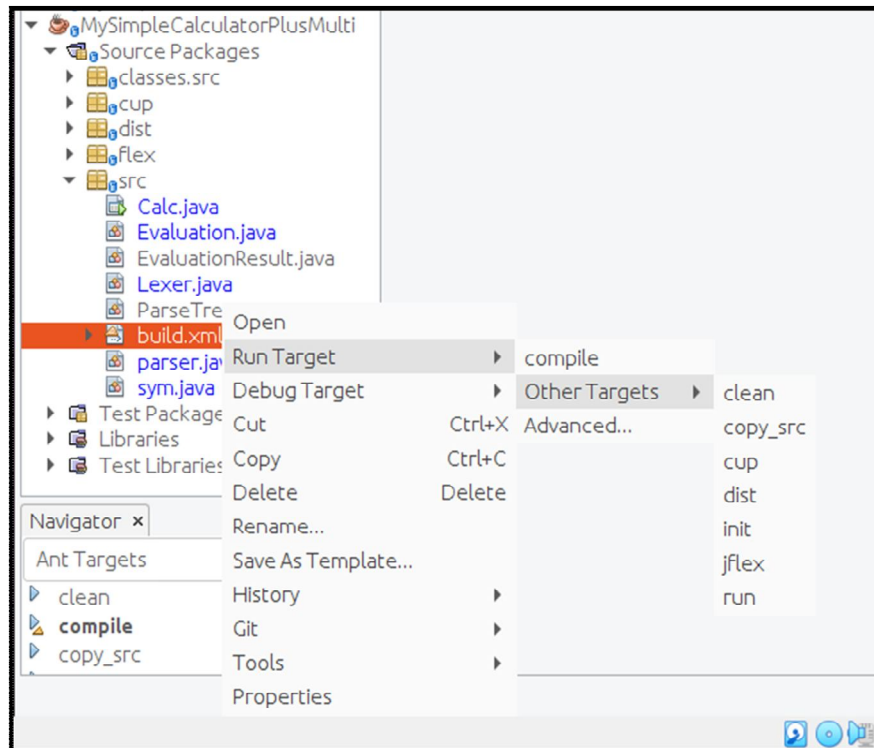 MySimpleCalculatorPlusMulti
Source Packages
classes.src
cup
dist
flex
src
Calc.java
Evaluation.java
EvaluationResult.java
Lexer.java
ParseTre
build.xml
parser.jav
sym.java
Test Package
Libraries
Test Libraries
Open
Run Target
Debug Target
Cut Ctrl+X
Copy Ctrl+C
Delete Delete
Rename...
Save As Template...
History
Git
Tools
Properties
compile
Other Targets
Advanced...
clean
copy_src
cup
dist
init
jflex
run
Navigator ×
Ant Targets
clean
compile
copy_src